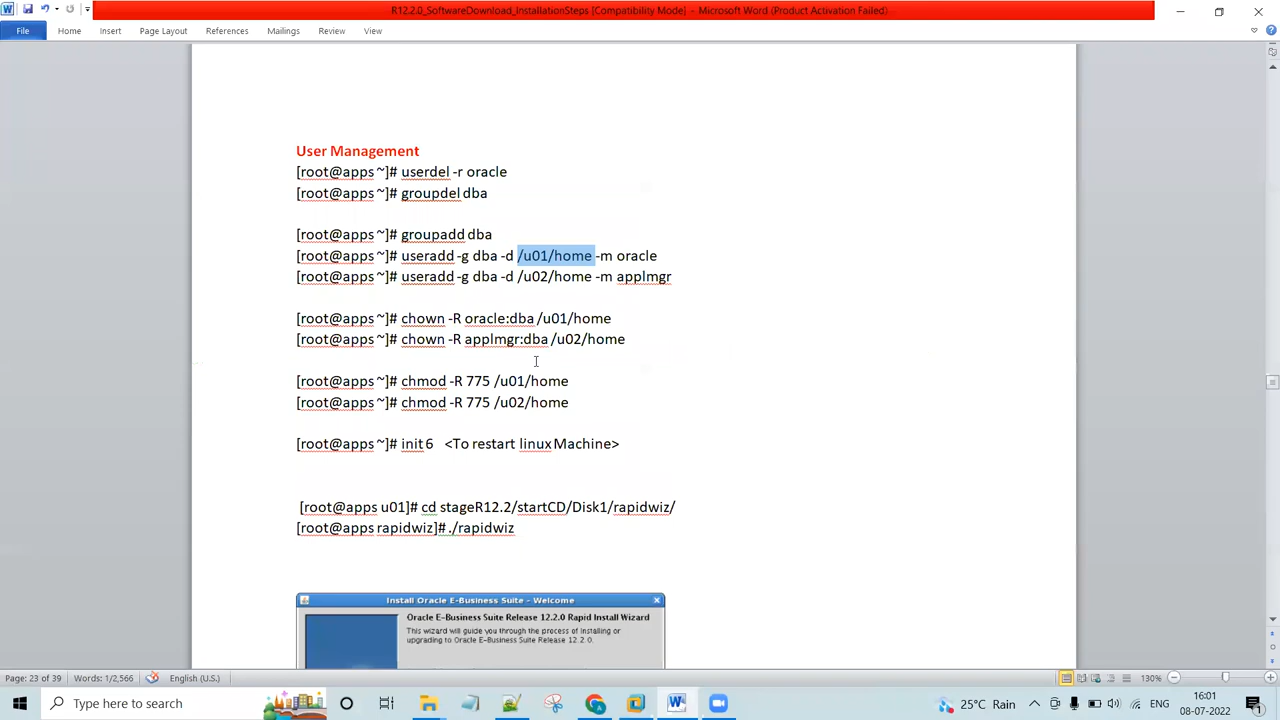 R12.2.0_SoftwareDownload_InstallationSteps [Compatibility Mode] - Microsoft Word (Product Activation Failed)
File Home Insert Page Layout References Mailings Review View
User Management
[root@apps ~]# userdel -r oracle
[root@apps ~]# groupdel dba
[root@apps ~]# groupadd dba
[root@apps ~]# useradd -g dba -d /u01/home -m oracle
[root@apps ~]# useradd -g dba -d /u02/home -m applmgr
[root@apps ~]# chown -R oracle:dba /u01/home
[root@apps ~]# chown -R applmgr:dba /u02/home
[root@apps ~]# chmod -R 775 /u01/home
[root@apps ~]# chmod -R 775 /u02/home
[root@apps ~]# init 6 <To restart linux Machine>
[root@apps u01]# cd stageR12.2/startCD/Disk1/rapidwiz/
[root@apps rapidwiz]# ./rapidwiz
Install Oracle E-Business Suite - Welcome
Oracle E-Business Suite Release 12.2.0 Rapid Install Wizard
This wizard will guide you through the process of installing or
upgrading to Oracle E-Business Suite Release 12.2.0.
Page: 23 of 39 Words: 1/2,566 English (U.S.) 130%
Type here to search 25°C Rain ENG 16:01
08-07-2022